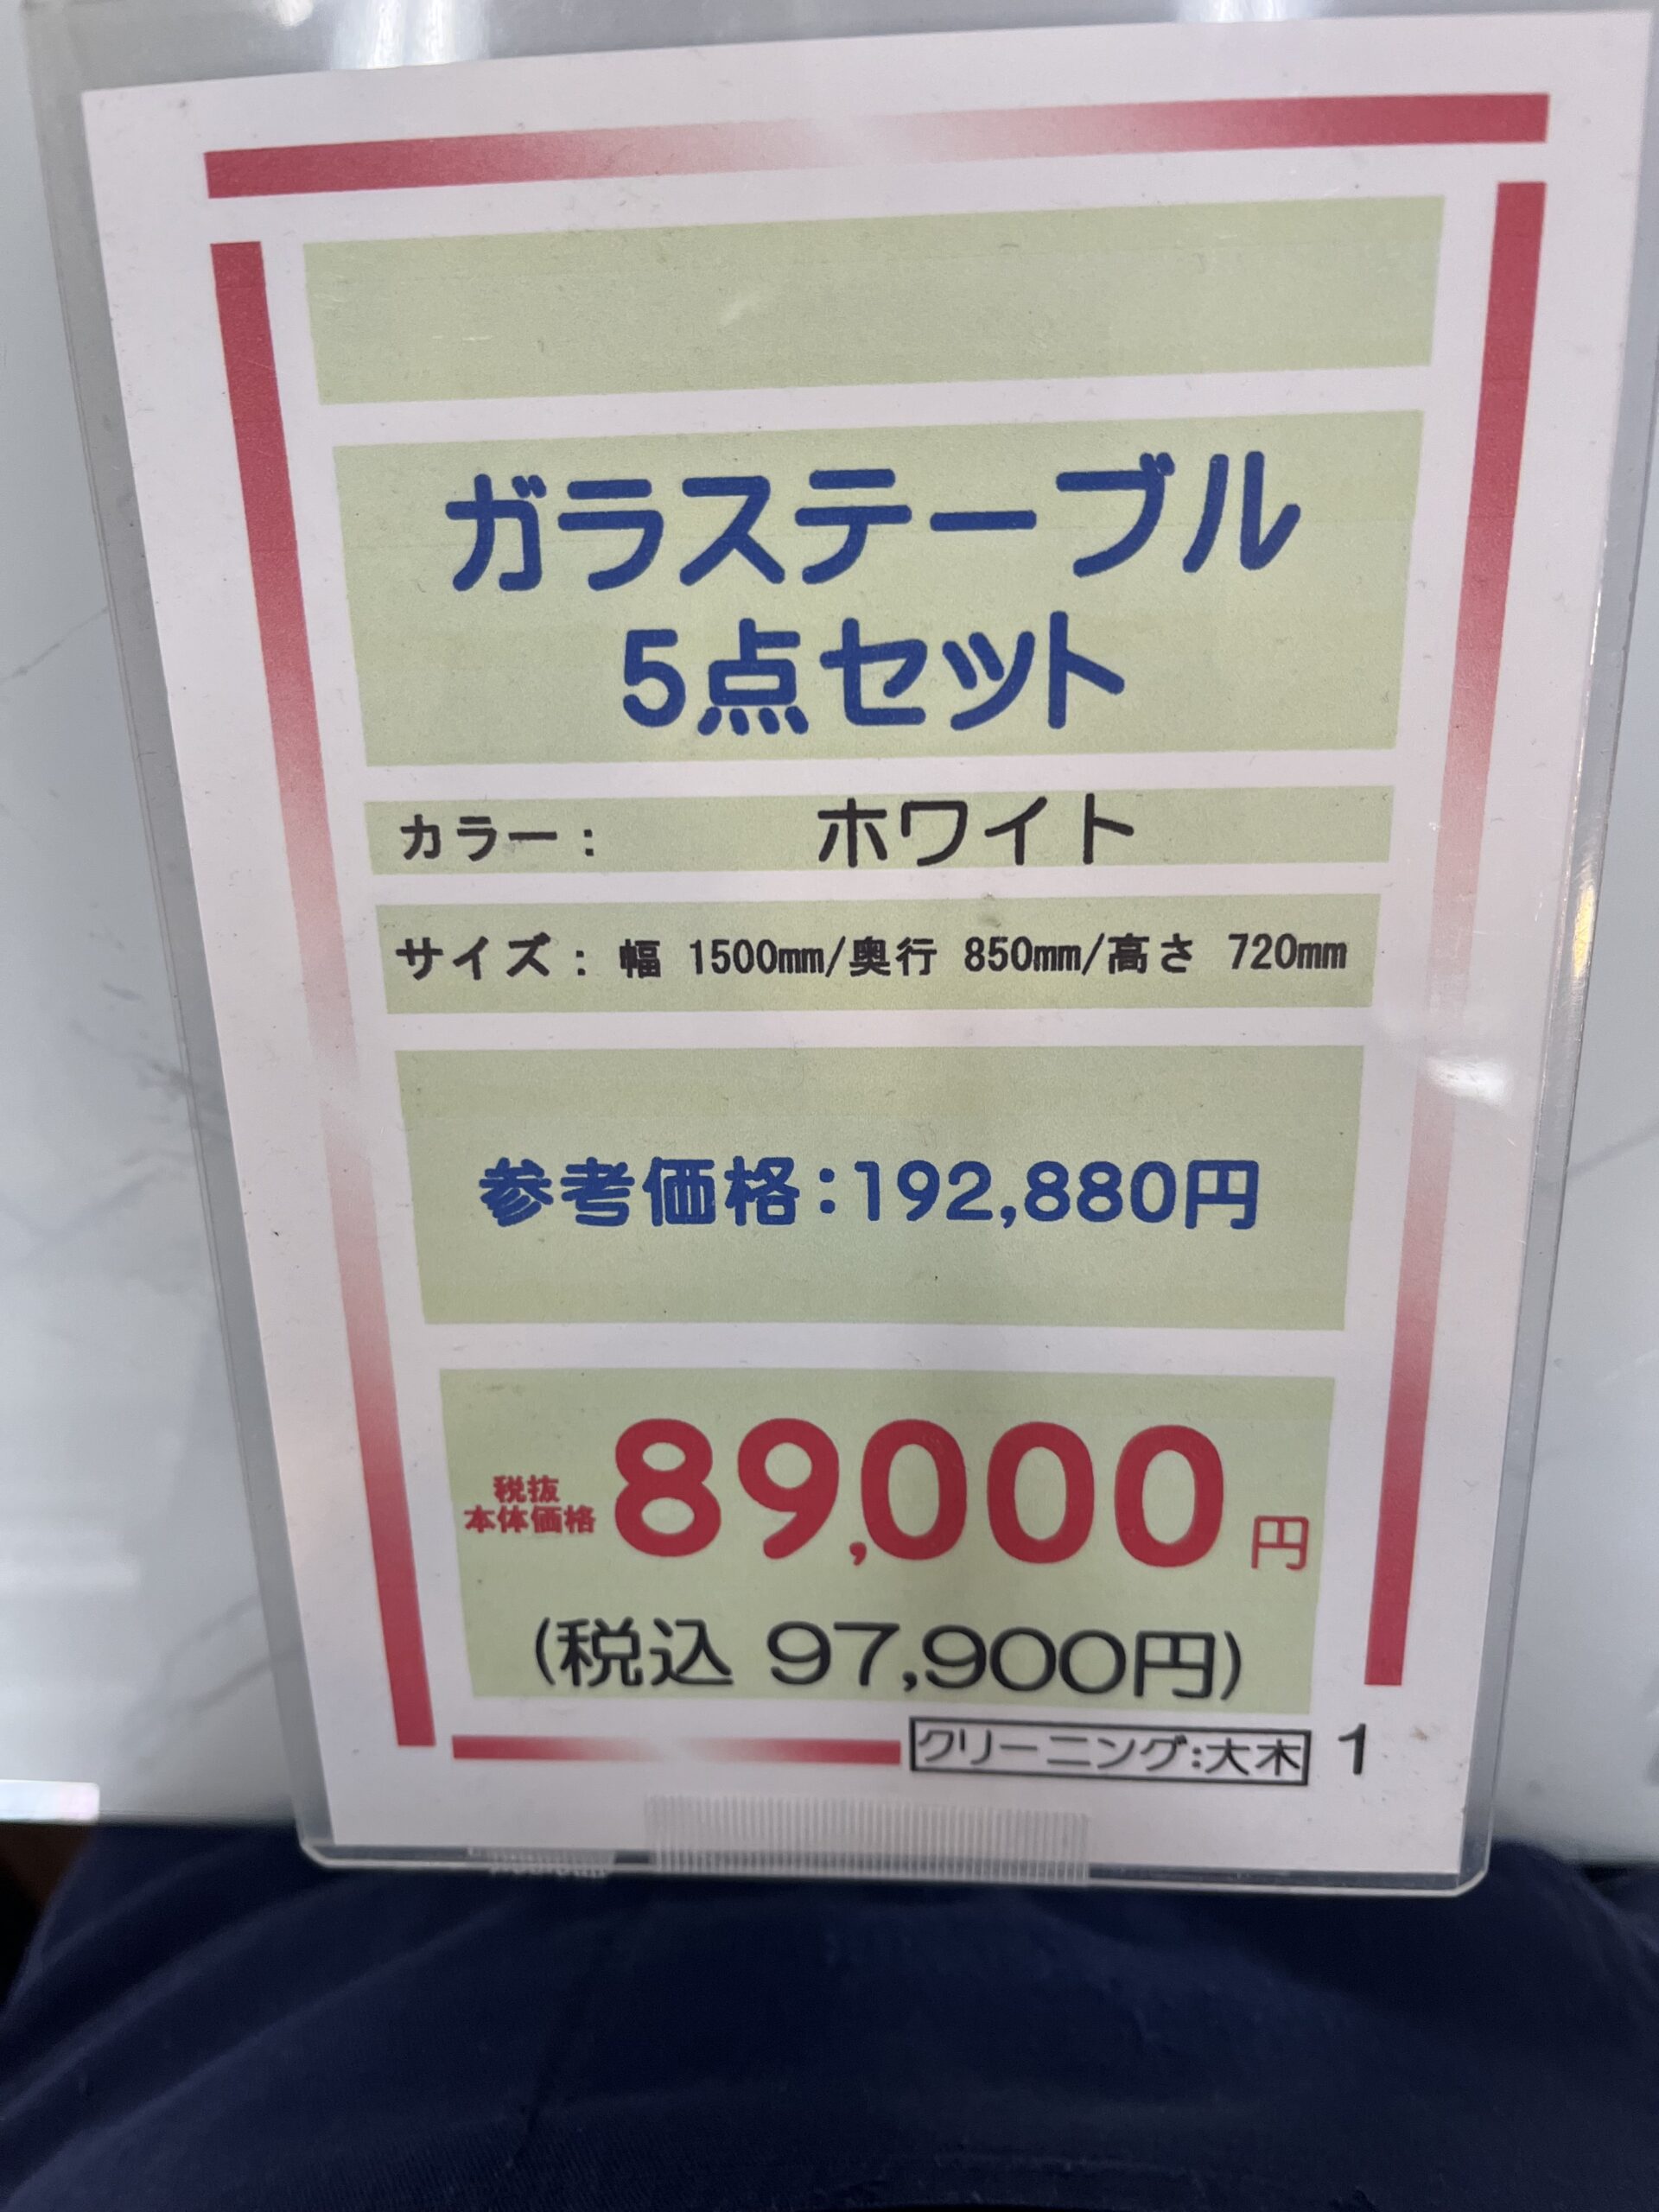 ガラステーブル
5点セット
カラー： ホワイト
サイズ： 幅 1500mm/奥行 850mm/高さ 720mm
参考価格:192,880円
税抜
本体価格 89,000円
(税込 97,900円)
クリーニング:大木 1